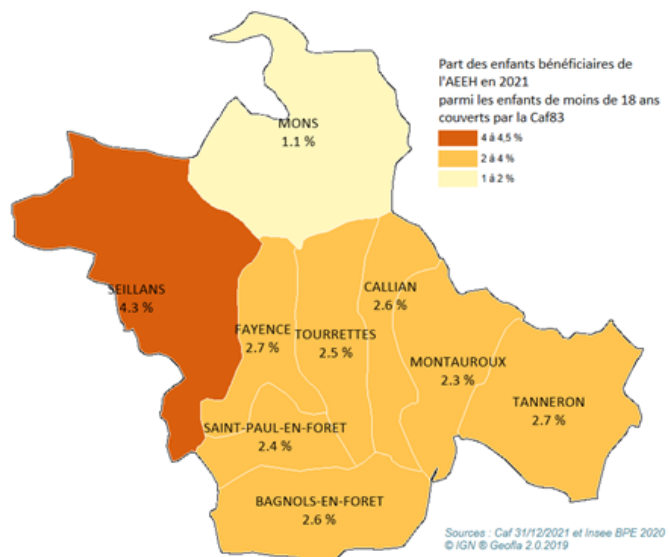 Part des enfants bénéficiaires de
l'AEEH en 2021
parmi les enfants de moins de 18 ans
couverts par la Caf83
4 à 4,5 %
2 à 4%
1 à 2 %
MONS
1.1 %
SEILLANS
4.3 %
CALLIAN
2.6 %
FAYENCE
2.7 %
TOURRETTES
2.5 %
MONTAUROUX
2.3 %
TANNERON
2.7 %
SAINT-PAUL-EN-FORET
2.4 %
BAGNOLS-EN-FORET
2.6 %
Sources : Caf 31/12/2021 et Insee BPE 2020
© IGN ® Geofla 2.0.2019